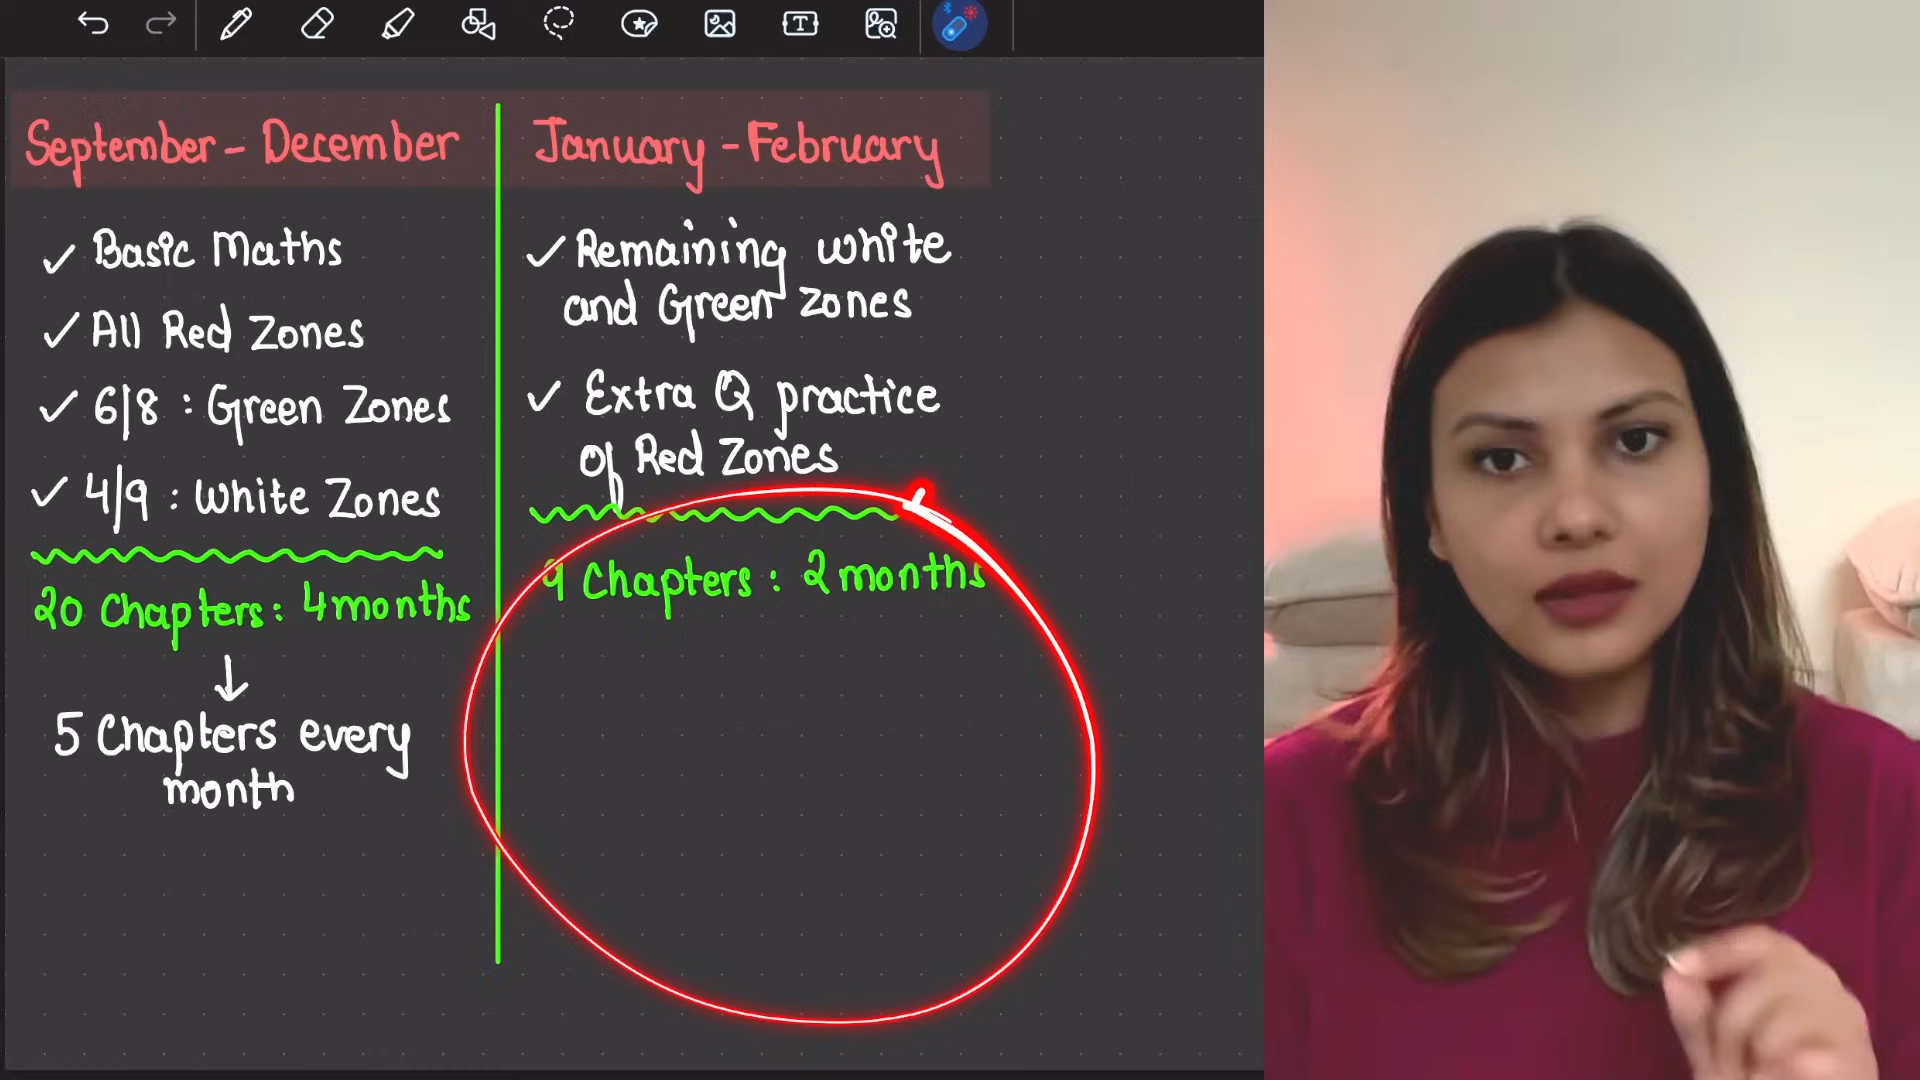 September - December
✓ Basic Maths
✓ All Red Zones
✓ 6/8 : Green Zones
✓ 4/9 : White Zones
20 Chapters : 4 months
↓
5 Chapters every
month
January - February
✓ Remaining white
and Green zones
✓ Extra Q practice
of Red Zones
9 Chapters : 2 months